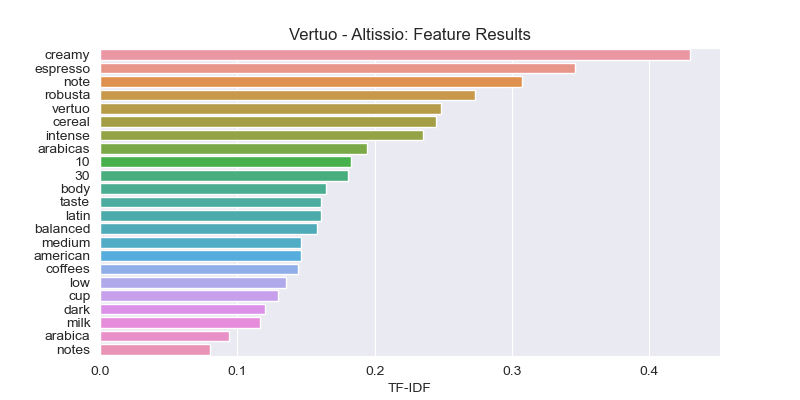 Vertuo - Altissio: Feature Results
creamy
espresso
note
robusta
vertuo
cereal
intense
arabicas
10
30
body
taste
latin
balanced
medium
american
coffees
low
cup
dark
milk
arabica
notes
0.0 0.1 0.2 0.3 0.4
TF-IDF